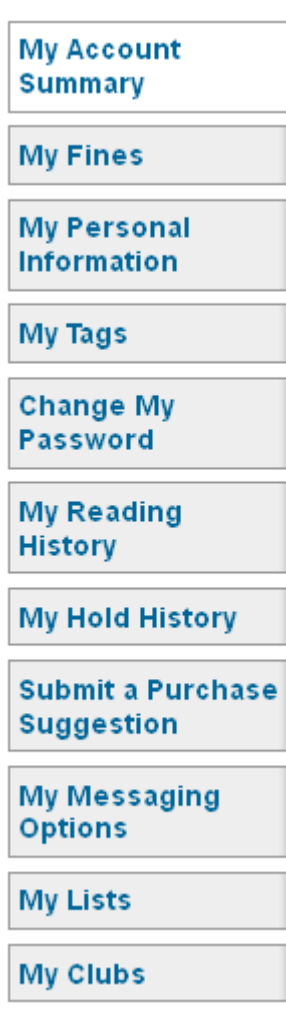 My Account
Summary
My Fines
My Personal
Information
My Tags
Change My
Password
My Reading
History
My Hold History
Submit a Purchase
Suggestion
My Messaging
Options
My Lists
My Clubs